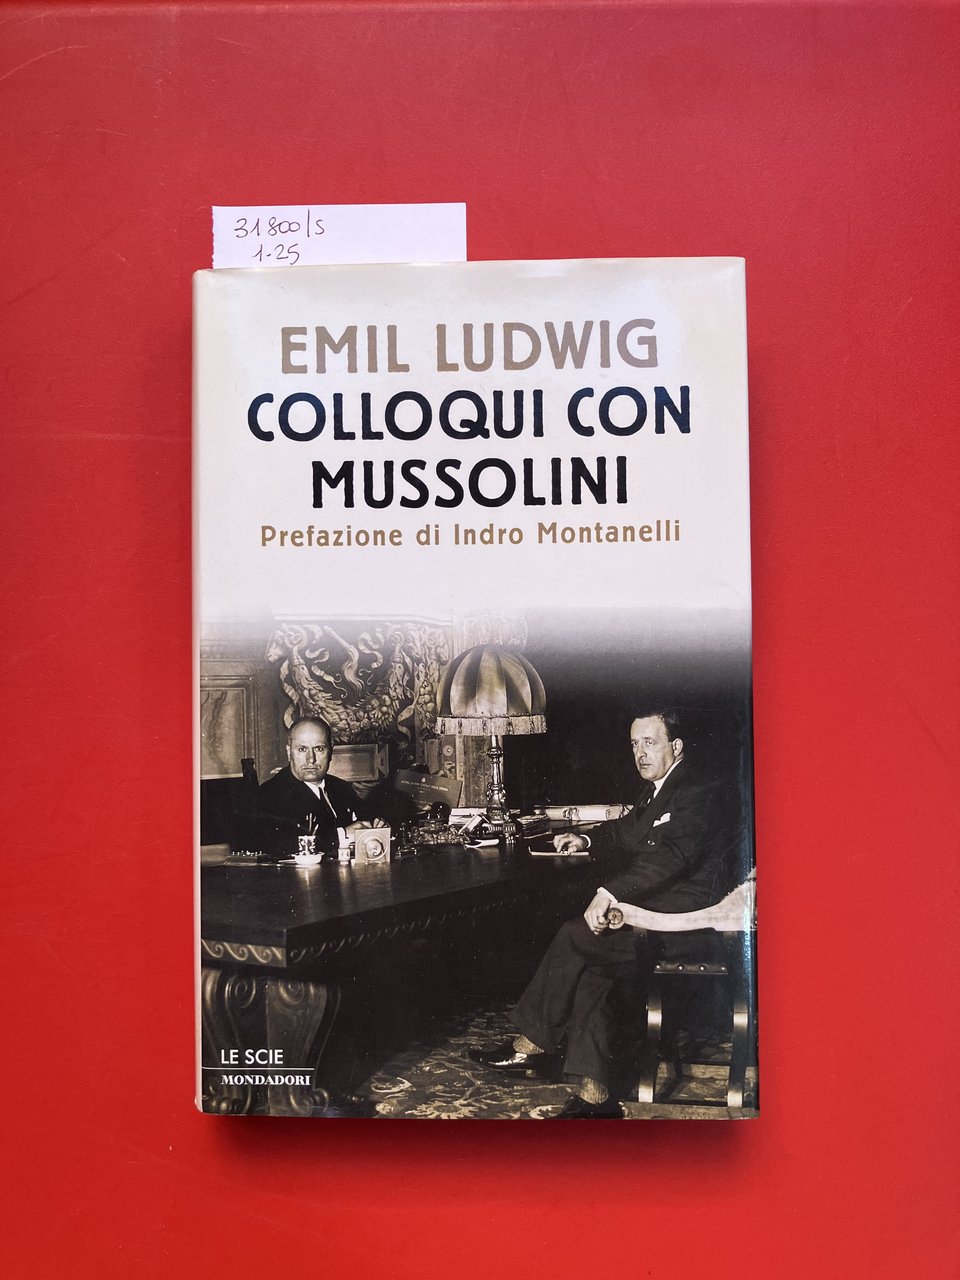 31800/s
1-25
EMIL LUDWIG
COLLOQUI CON
MUSSOLINI
Prefazione di Indro Montanelli
LE SCIE
MONDADORI